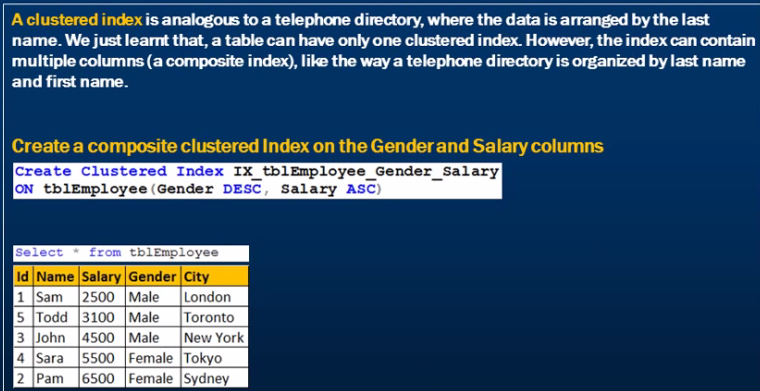 A clustered index is analogous to a telephone directory, where the data is arranged by the last
name. We just learnt that, a table can have only one clustered index. However, the index can contain
multiple columns (a composite index), like the way a telephone directory is organized by last name
and first name.
Create a composite clustered Index on the Gender and Salary columns
Create Clustered Index IX_tblEmployee_Gender_Salary
ON tblEmployee(Gender DESC, Salary ASC)
Select * from tblEmployee
Id Name Salary Gender City
1 Sam 2500 Male London
5 Todd 3100 Male Toronto
3 John 4500 Male New York
4 Sara 5500 Female Tokyo
2 Pam 6500 Female Sydney